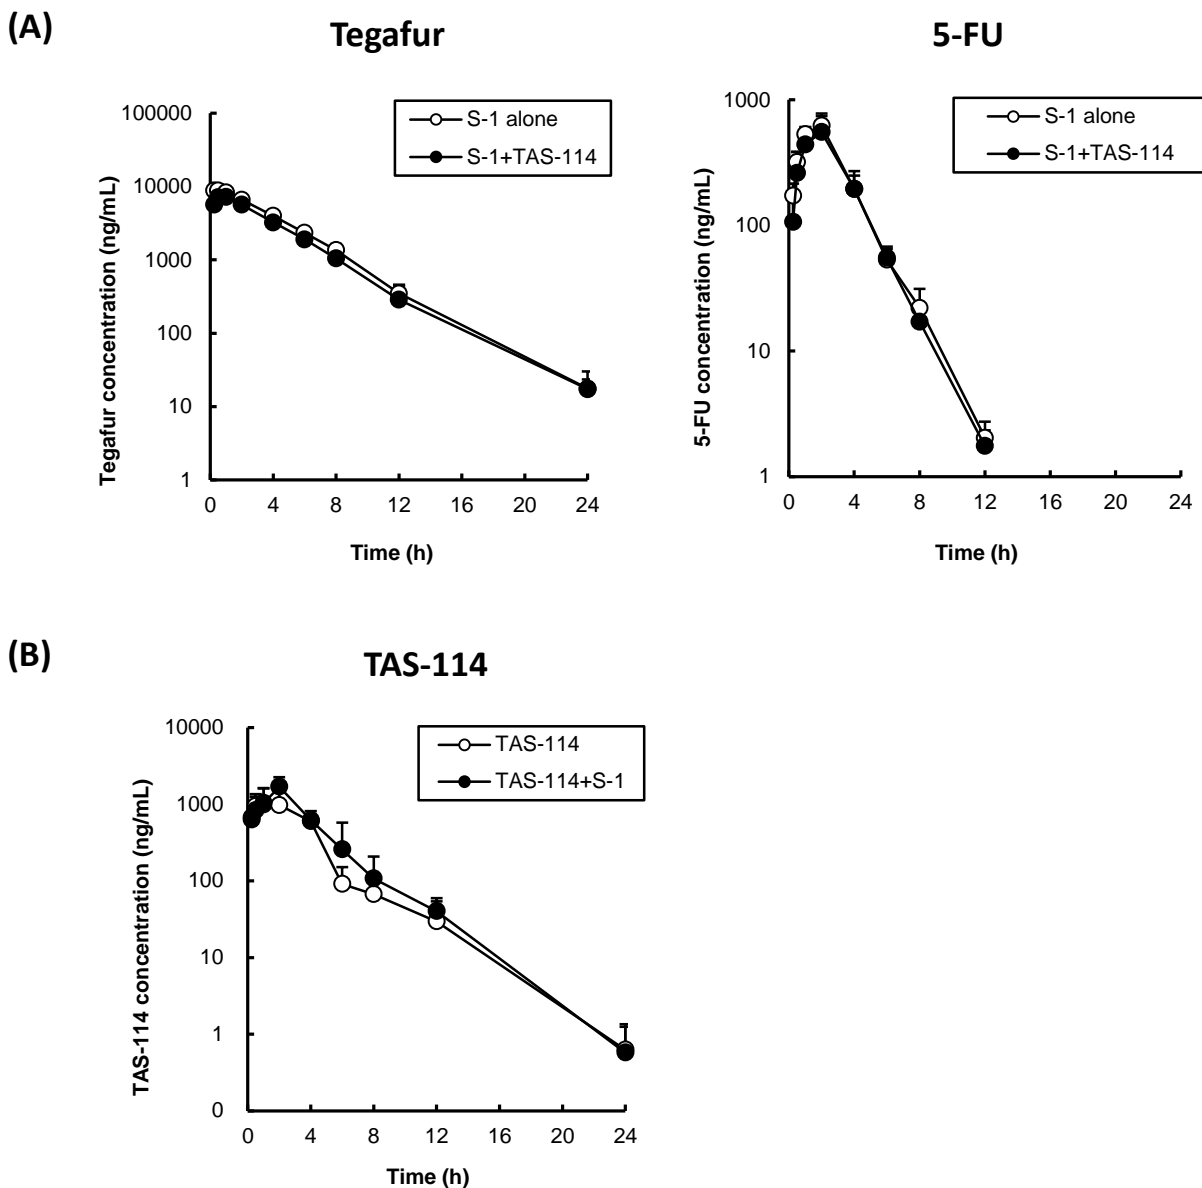 (A)
Tegafur
5-FU
S-1 alone
S-1+TAS-114
100000
10000
1000
100
10
1
Tegafur concentration (ng/mL)
0 4 8 12 16 20 24
Time (h)
S-1 alone
S-1+TAS-114
1000
100
10
1
5-FU concentration (ng/mL)
0 4 8 12 16 20 24
Time (h)
(B)
TAS-114
TAS-114
TAS-114+S-1
10000
1000
100
10
1
0
TAS-114 concentration (ng/mL)
0 4 8 12 16 20 24
Time (h)